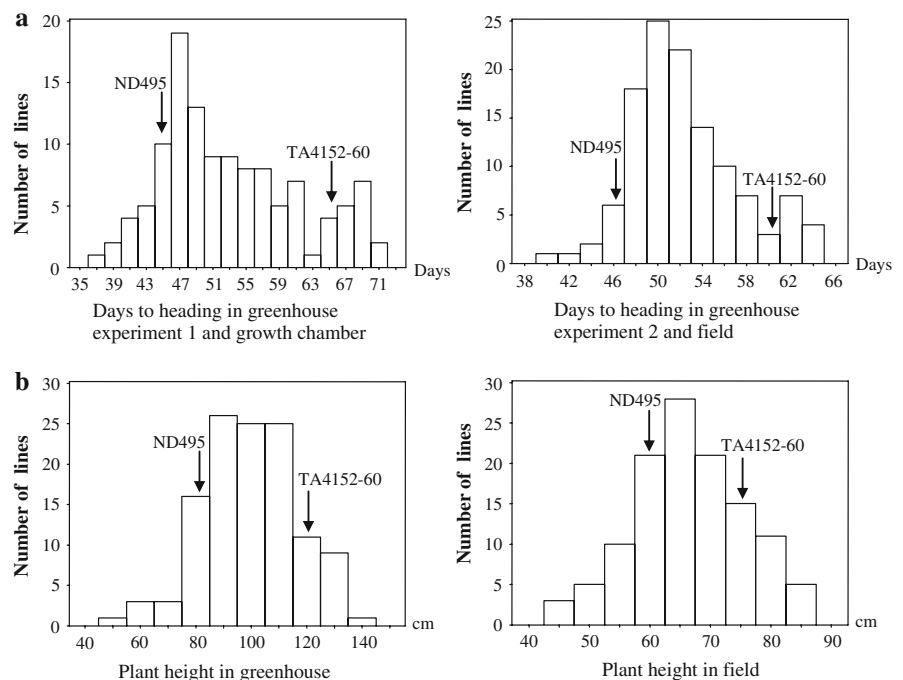 a
Number of lines
20
15
10
5
0
ND495
TA4152-60
35 39 43 47 51 55 59 63 67 71
Days
Days to heading in greenhouse
experiment 1 and growth chamber
Number of lines
25
20
15
10
5
0
ND495
TA4152-60
38 42 46 50 54 58 62 66
Days
Days to heading in greenhouse
experiment 2 and field
b
Number of lines
30
25
20
15
10
5
0
ND495
TA4152-60
40 60 80 100 120 140
cm
Plant height in greenhouse
Number of lines
30
25
20
15
10
5
0
ND495
TA4152-60
40 50 60 70 80 90
cm
Plant height in field